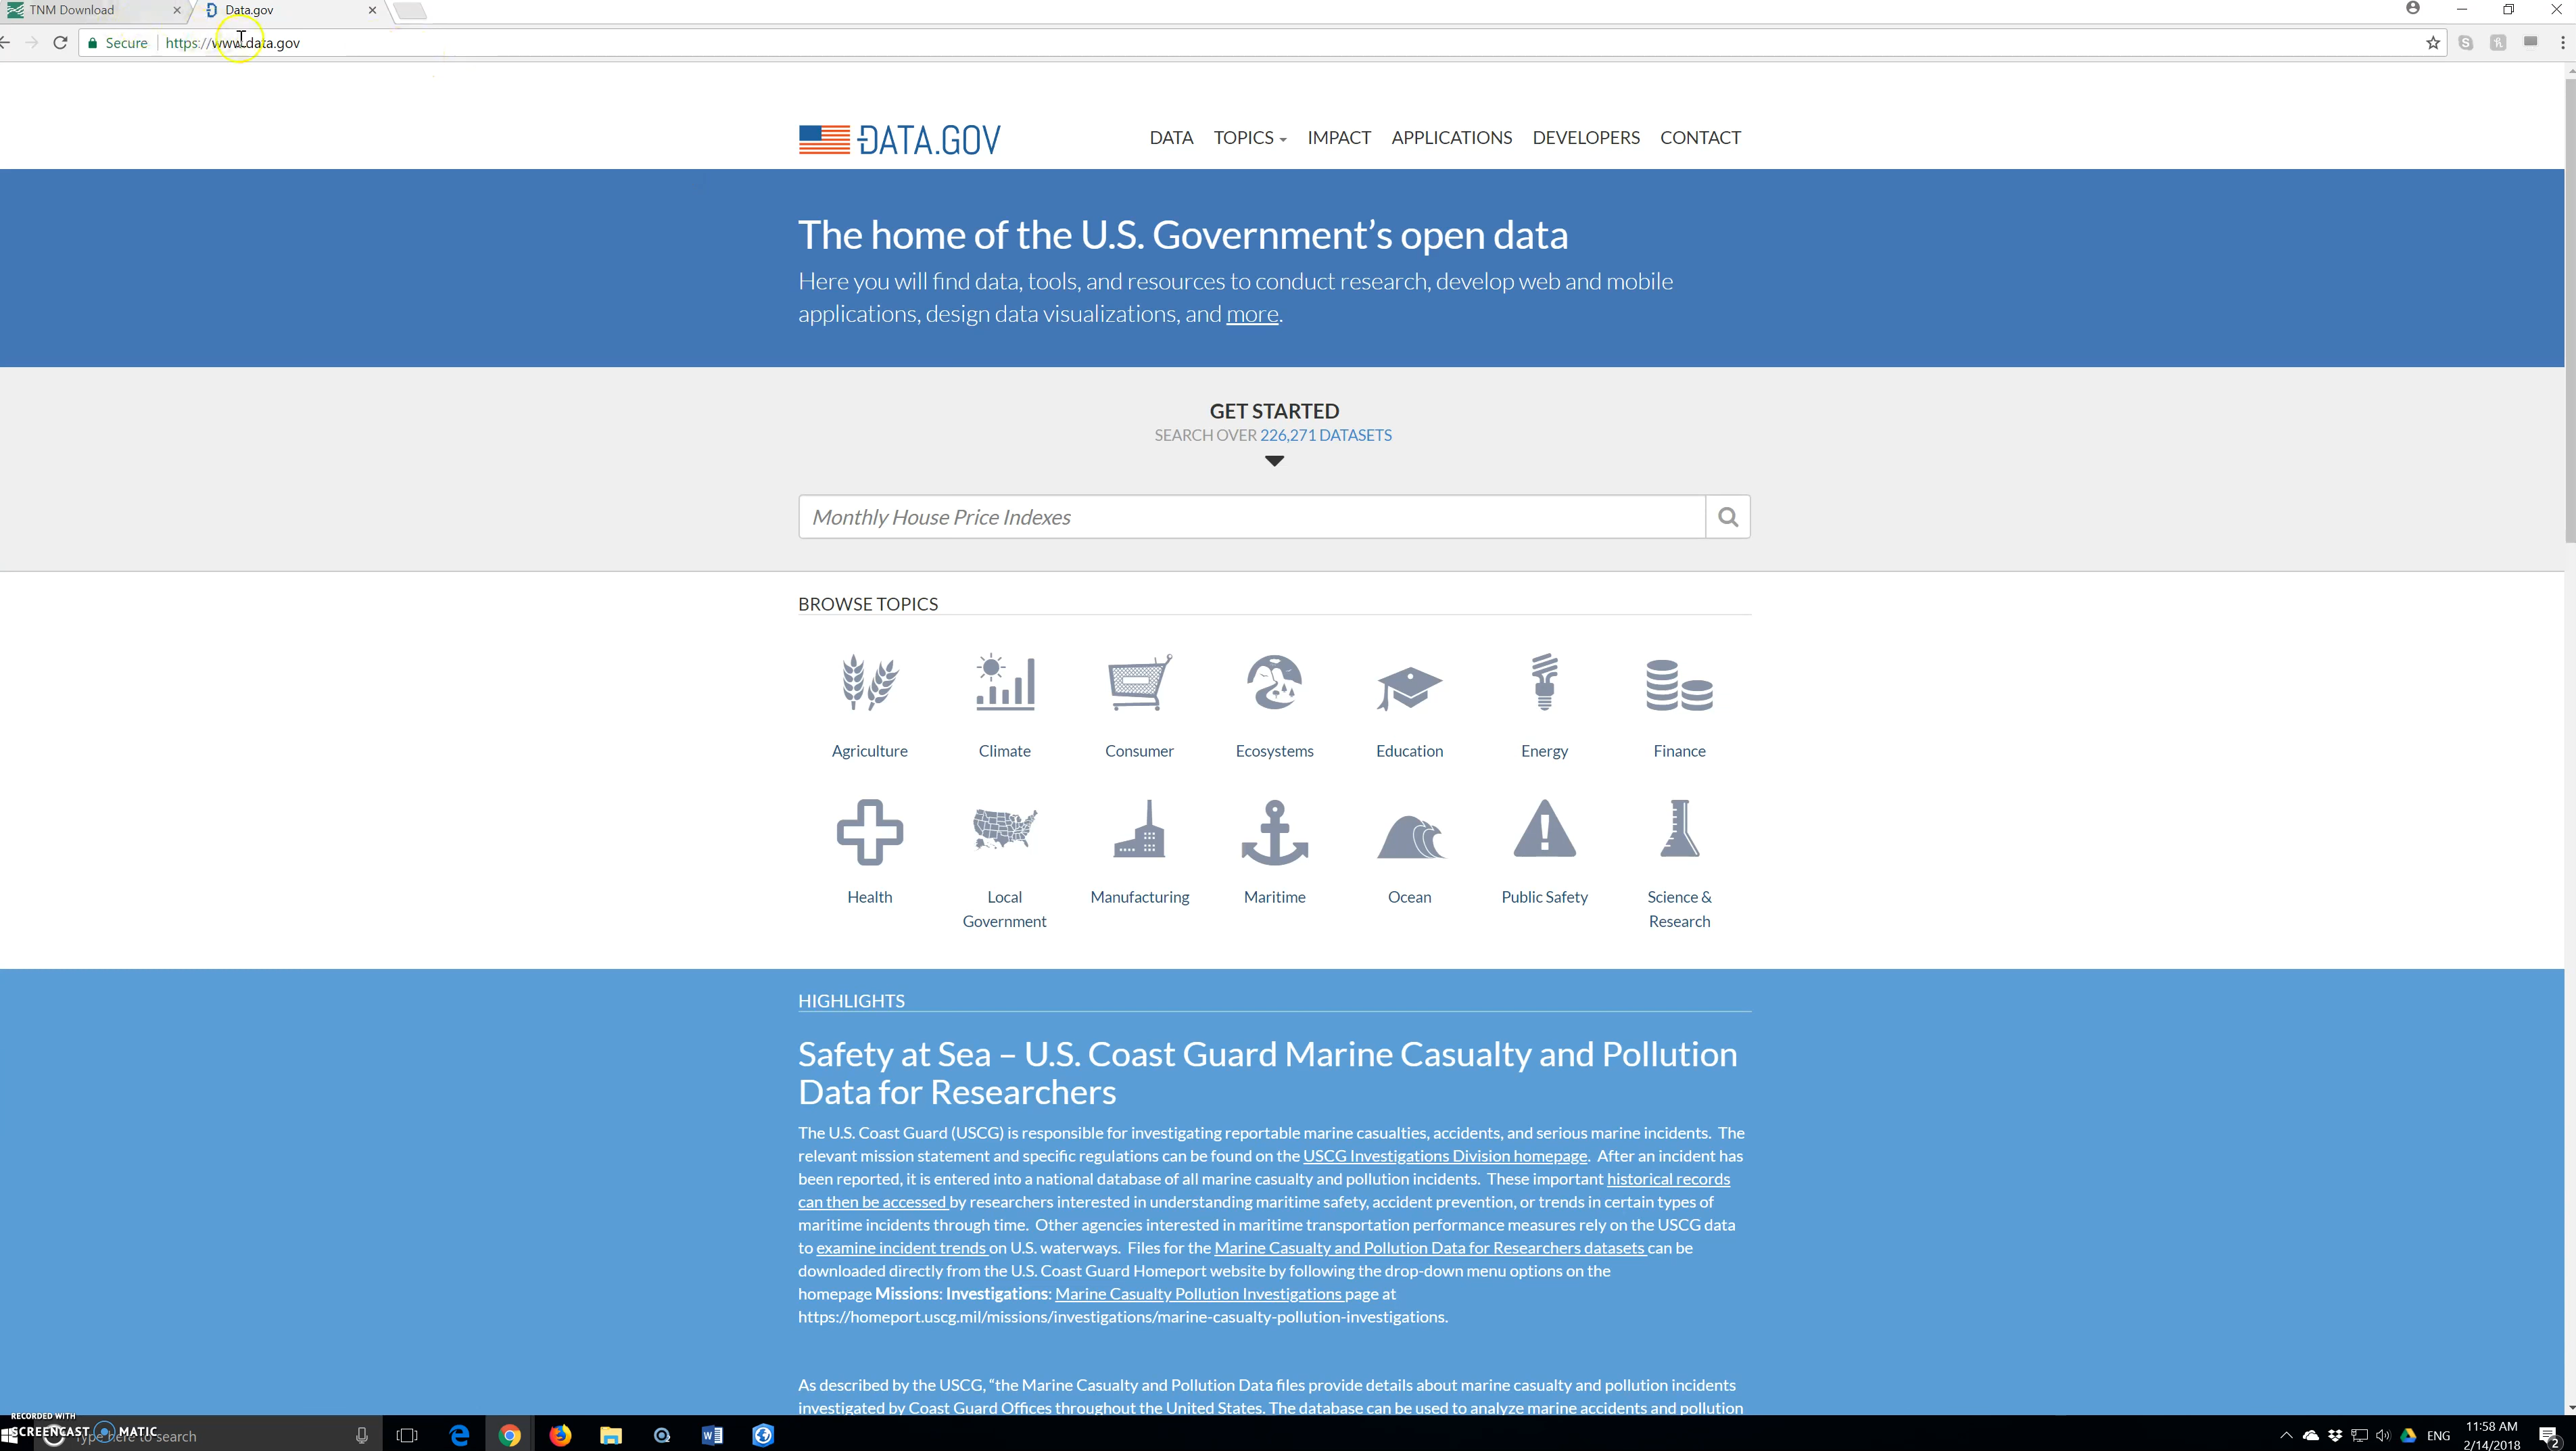 TNM Download
Data.gov
Secure
https://www.data.gov
DATA.GOV
DATA TOPICS IMPACT APPLICATIONS DEVELOPERS CONTACT
The home of the U.S. Government's open data
Here you will find data, tools, and resources to conduct research, develop web and mobile
applications, design data visualizations, and more.
GET STARTED
SEARCH OVER 226,271 DATASETS
Monthly House Price Indexes
BROWSE TOPICS
Agriculture
Climate
Consumer
Ecosystems
Education
Energy
Finance
Health
Local
Government
Manufacturing
Maritime
Ocean
Public Safety
Science &
Research
HIGHLIGHTS
Safety at Sea – U.S. Coast Guard Marine Casualty and Pollution
Data for Researchers
The U.S. Coast Guard (USCG) is responsible for investigating reportable marine casualties, accidents, and serious marine incidents. The
relevant mission statement and specific regulations can be found on the USCG Investigations Division homepage. After an incident has
been reported, it is entered into a national database of all marine casualty and pollution incidents. These important historical records
can then be accessed by researchers interested in understanding maritime safety, accident prevention, or trends in certain types of
maritime incidents through time. Other agencies interested in maritime transportation performance measures rely on the USCG data
to examine incident trends on U.S. waterways. Files for the Marine Casualty and Pollution Data for Researchers datasets can be
downloaded directly from the U.S. Coast Guard Homeport website by following the drop-down menu options on the
homepage Missions: Investigations: Marine Casualty Pollution Investigations page at
https://homeport.uscg.mil/missions/investigations/marine-casualty-pollution-investigations.
As described by the USCG, “the Marine Casualty and Pollution Data files provide details about marine casualty and pollution incidents
investigated by Coast Guard Offices throughout the United States. The database can be used to analyze marine accidents and pollution
RECORDED WITH
SCREENCAST MATIC
Type here to search
ENG
11:58 AM
2/14/2018
2